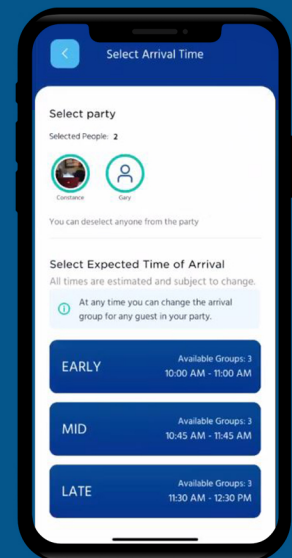 Select Arrival Time
Select party
Selected People: 2
Constance Gary
You can deselect anyone from the party
Select Expected Time of Arrival
All times are estimated and subject to change.
At any time you can change the arrival
group for any guest in your party.
EARLY
Available Groups: 3
10:00 AM - 11:00 AM
MID
Available Groups: 3
10:45 AM - 11:45 AM
LATE
Available Groups: 3
11:30 AM - 12:30 PM